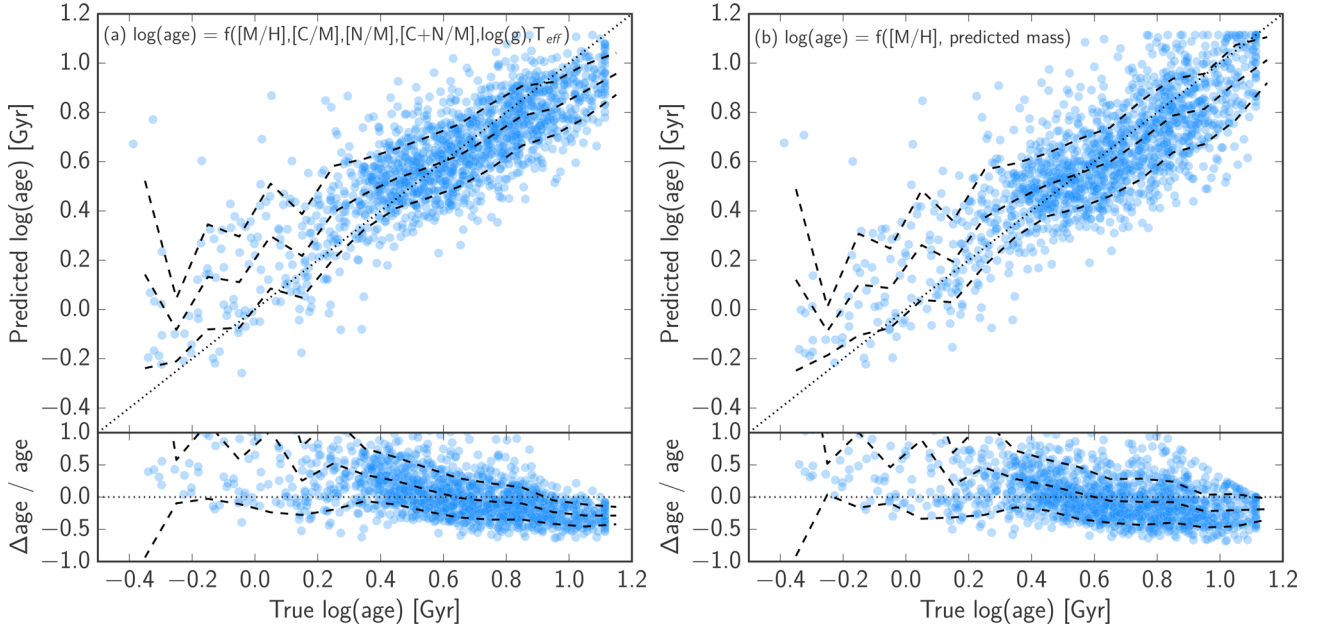 (a) log(age) = f([M/H],[C/M],[N/M],[C+N/M],log(g),T_eff)
Predicted log(age) [Gyr]
1.2
1.0
0.8
0.6
0.4
0.2
0.0
−0.2
−0.4
Δage / age
1.0
0.5
0.0
−0.5
−1.0
−0.4 −0.2 0.0 0.2 0.4 0.6 0.8 1.0 1.2
True log(age) [Gyr]
(b) log(age) = f([M/H], predicted mass)
Predicted log(age) [Gyr]
1.2
1.0
0.8
0.6
0.4
0.2
0.0
−0.2
−0.4
Δage / age
1.0
0.5
0.0
−0.5
−1.0
−0.4 −0.2 0.0 0.2 0.4 0.6 0.8 1.0 1.2
True log(age) [Gyr]